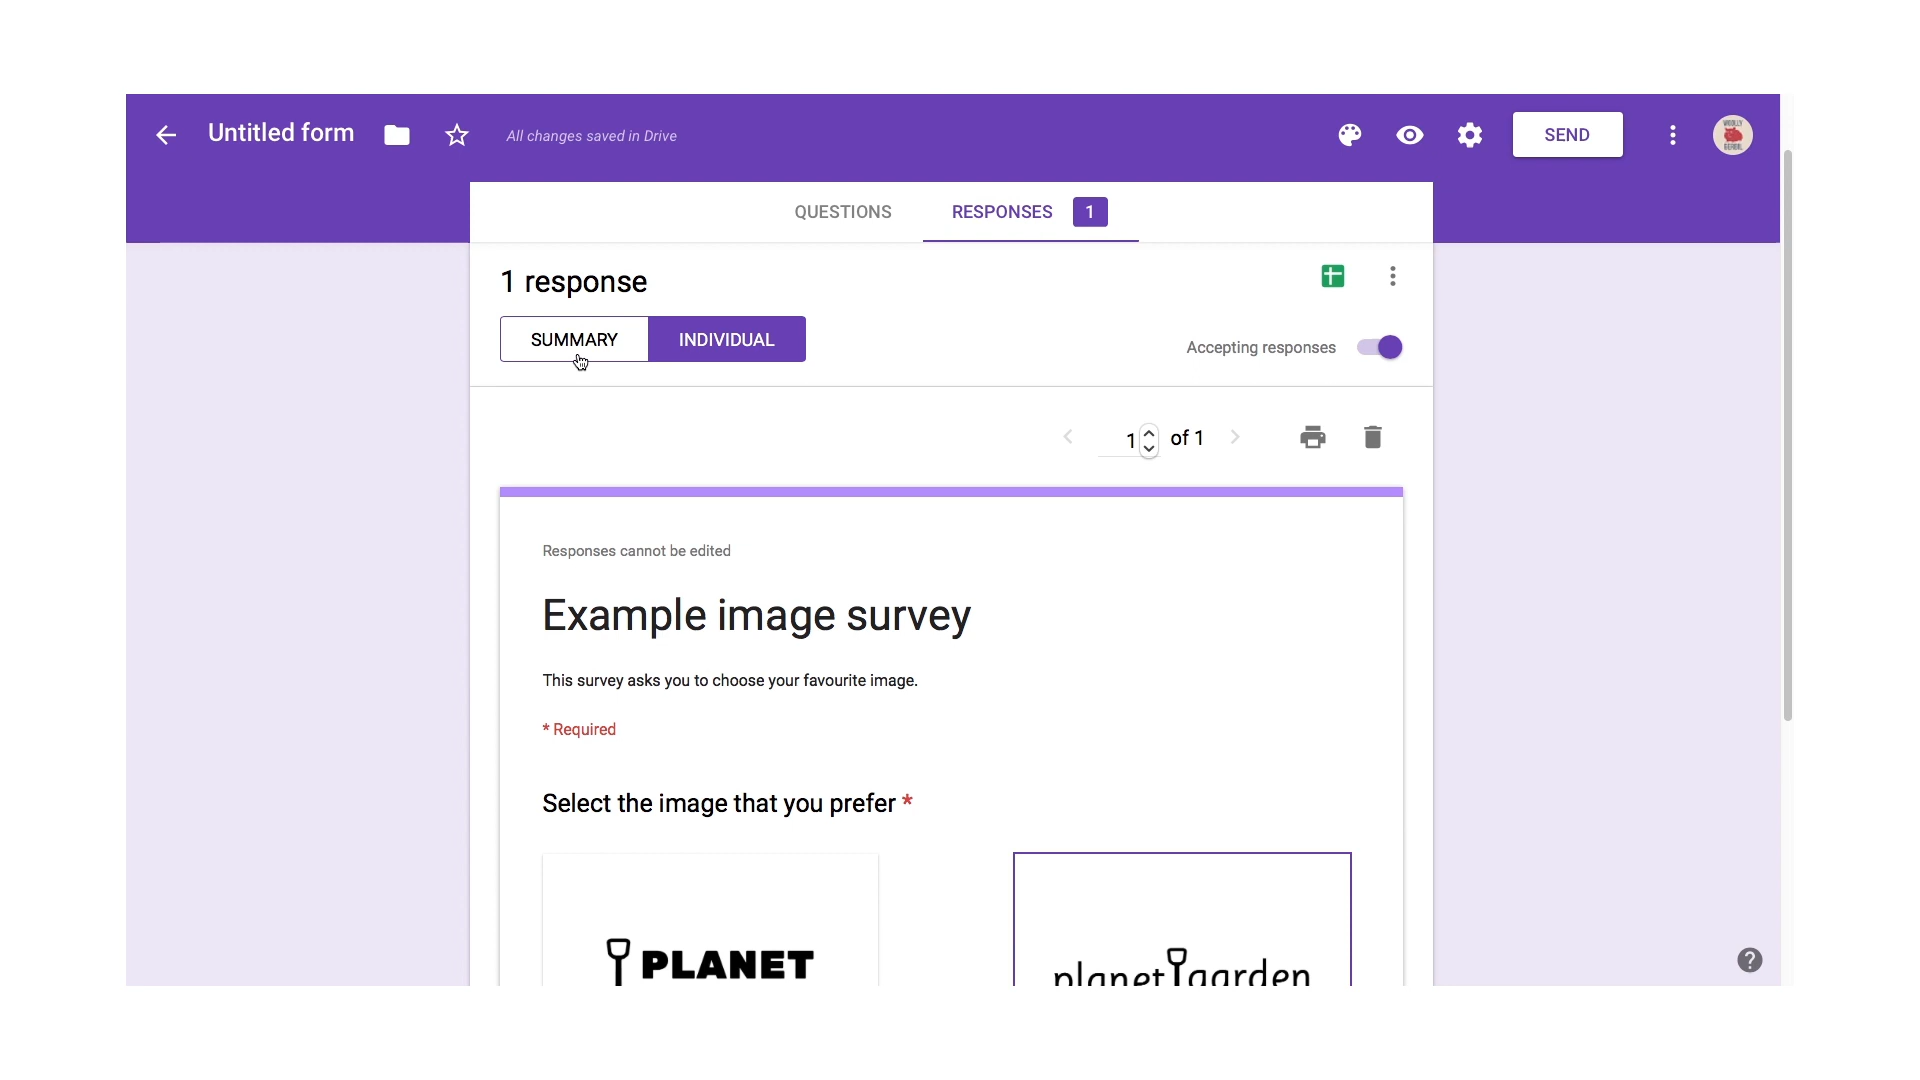 Untitled form
All changes saved in Drive
SEND
QUESTIONS
RESPONSES 1
1 response
SUMMARY
INDIVIDUAL
Accepting responses
1 of 1
Responses cannot be edited
Example image survey
This survey asks you to choose your favourite image.
* Required
Select the image that you prefer *
PLANET
planet garden
?